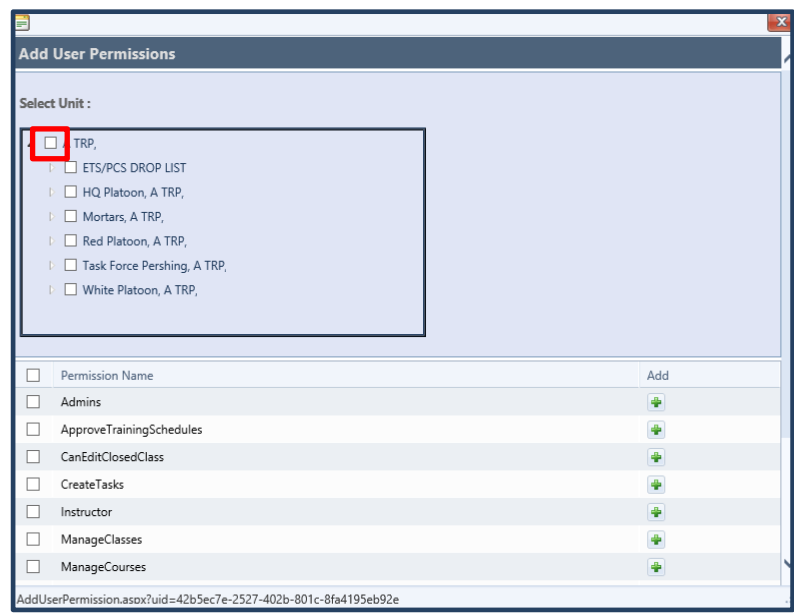 Add User Permissions
Select Unit :
A TRP,
ETS/PCS DROP LIST
HQ Platoon, A TRP,
Mortars, A TRP,
Red Platoon, A TRP,
Task Force Pershing, A TRP,
White Platoon, A TRP,
Permission Name Add
Admins
ApproveTrainingSchedules
CanEditClosedClass
CreateTasks
Instructor
ManageClasses
ManageCourses
AddUserPermission.aspx?uid=42b5ec7e-2527-402b-801c-8fa4195eb92e